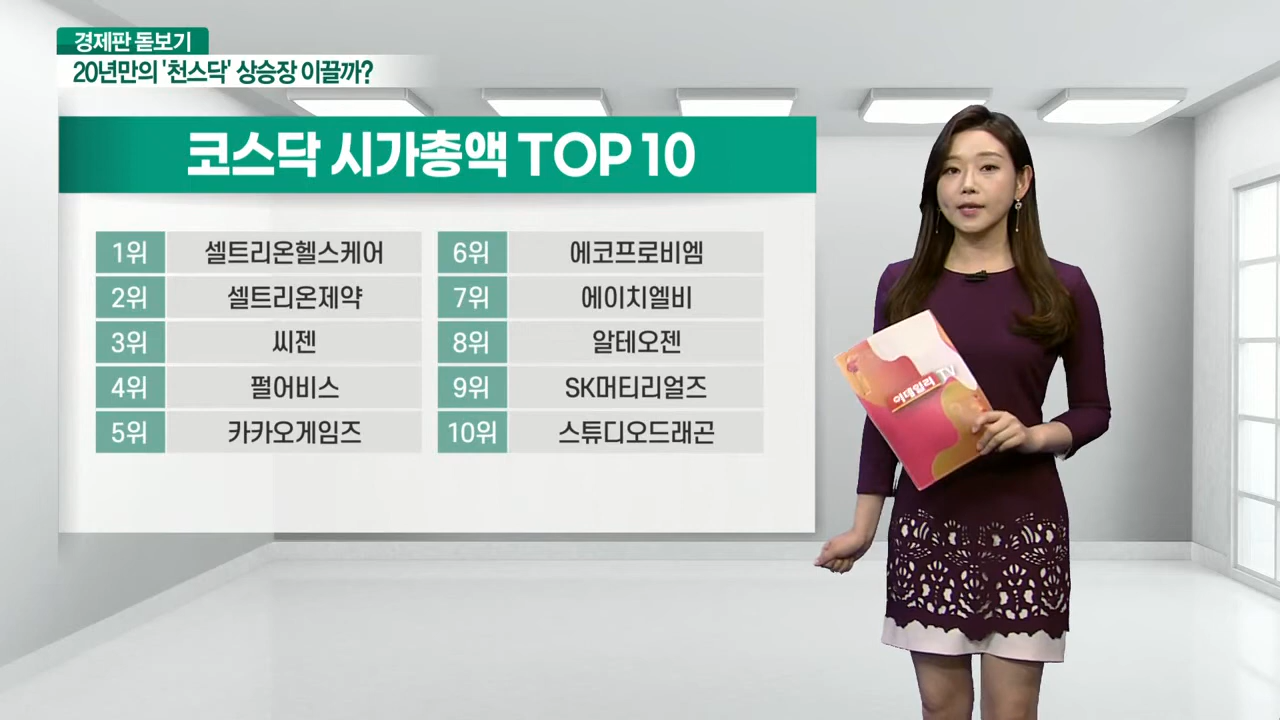 경제판 돋보기
20년만의 '천스닥' 상승장 이끌까?
코스닥 시가총액 TOP 10
1위 셀트리온헬스케어
2위 셀트리온제약
3위 씨젠
4위 펄어비스
5위 카카오게임즈
6위 에코프로비엠
7위 에이치엘비
8위 알테오젠
9위 SK머티리얼즈
10위 스튜디오드래곤
이데일리 TV